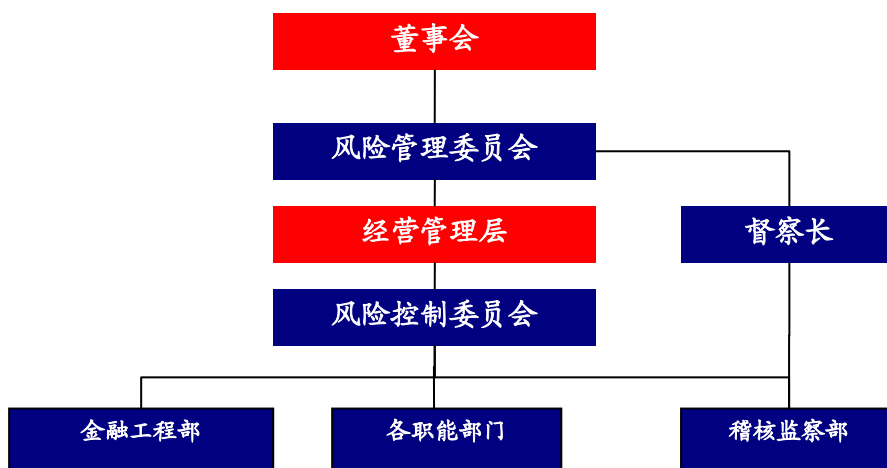 董事会
风险管理委员会
经营管理层
督察长
风险控制委员会
金融工程部
各职能部门
稽核监察部